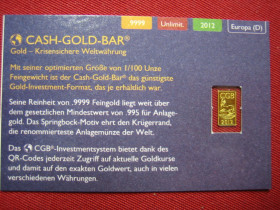 9999 Unlimit. 2013 Europa (D)
CASH-GOLD-BAR®
Gold – Krisensichere Weltwährung
Mit seiner optimierten Größe von 1/100 Unze
Feingewicht ist der Cash-Gold-Bar® das günstigste
Gold-Investment-Format, das je erhältlich war.
Seine Reinheit von .9999 Feingold liegt weit über
dem gesetzlichen Mindestwert von .995 für Anlage-
gold. Das Springbock-Motiv ehrt den Krügerrand,
die renommierteste Anlagemünze der Welt.
Das CGB®-Investmentsystem bietet dank des
QR-Codes jederzeit Zugriff auf aktuelle Goldkurse
und damit auf den exakten Goldwert, auch in vielen
verschiedenen Währungen.
CGB
2013